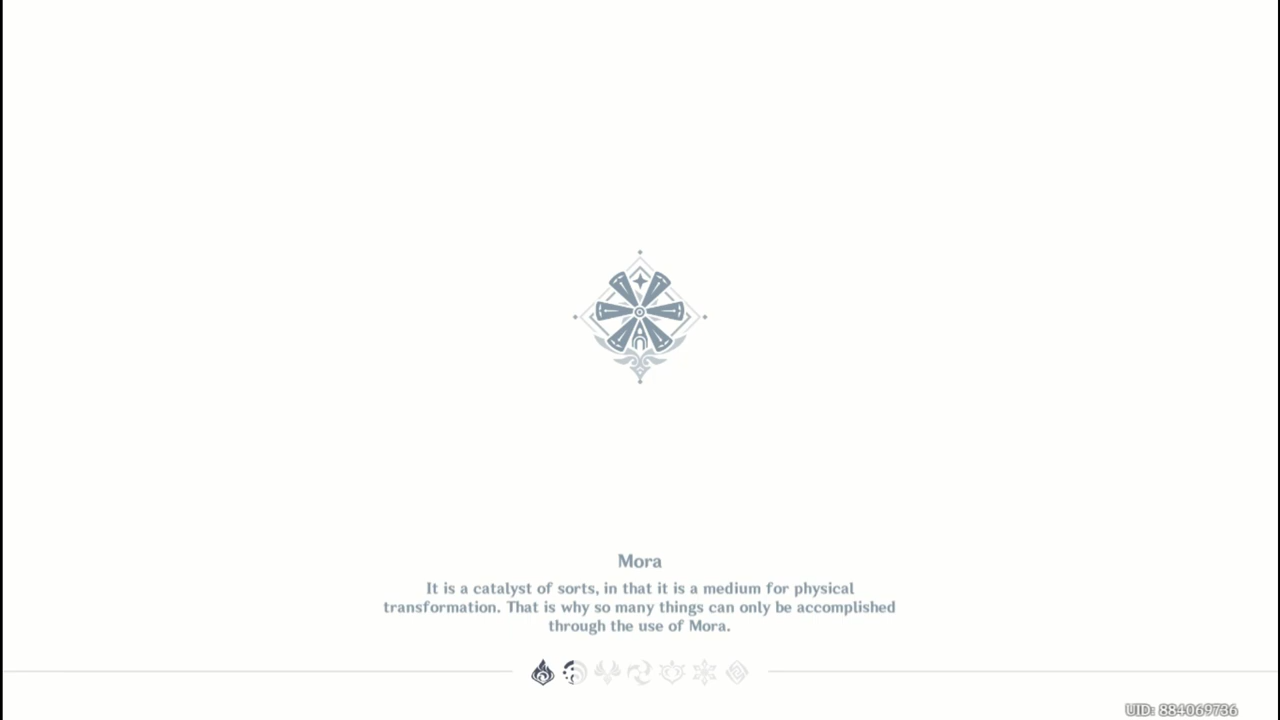 Mora
It is a catalyst of sorts, in that it is a medium for physical
transformation. That is why so many things can only be accomplished
through the use of Mora.
UID: 884069736